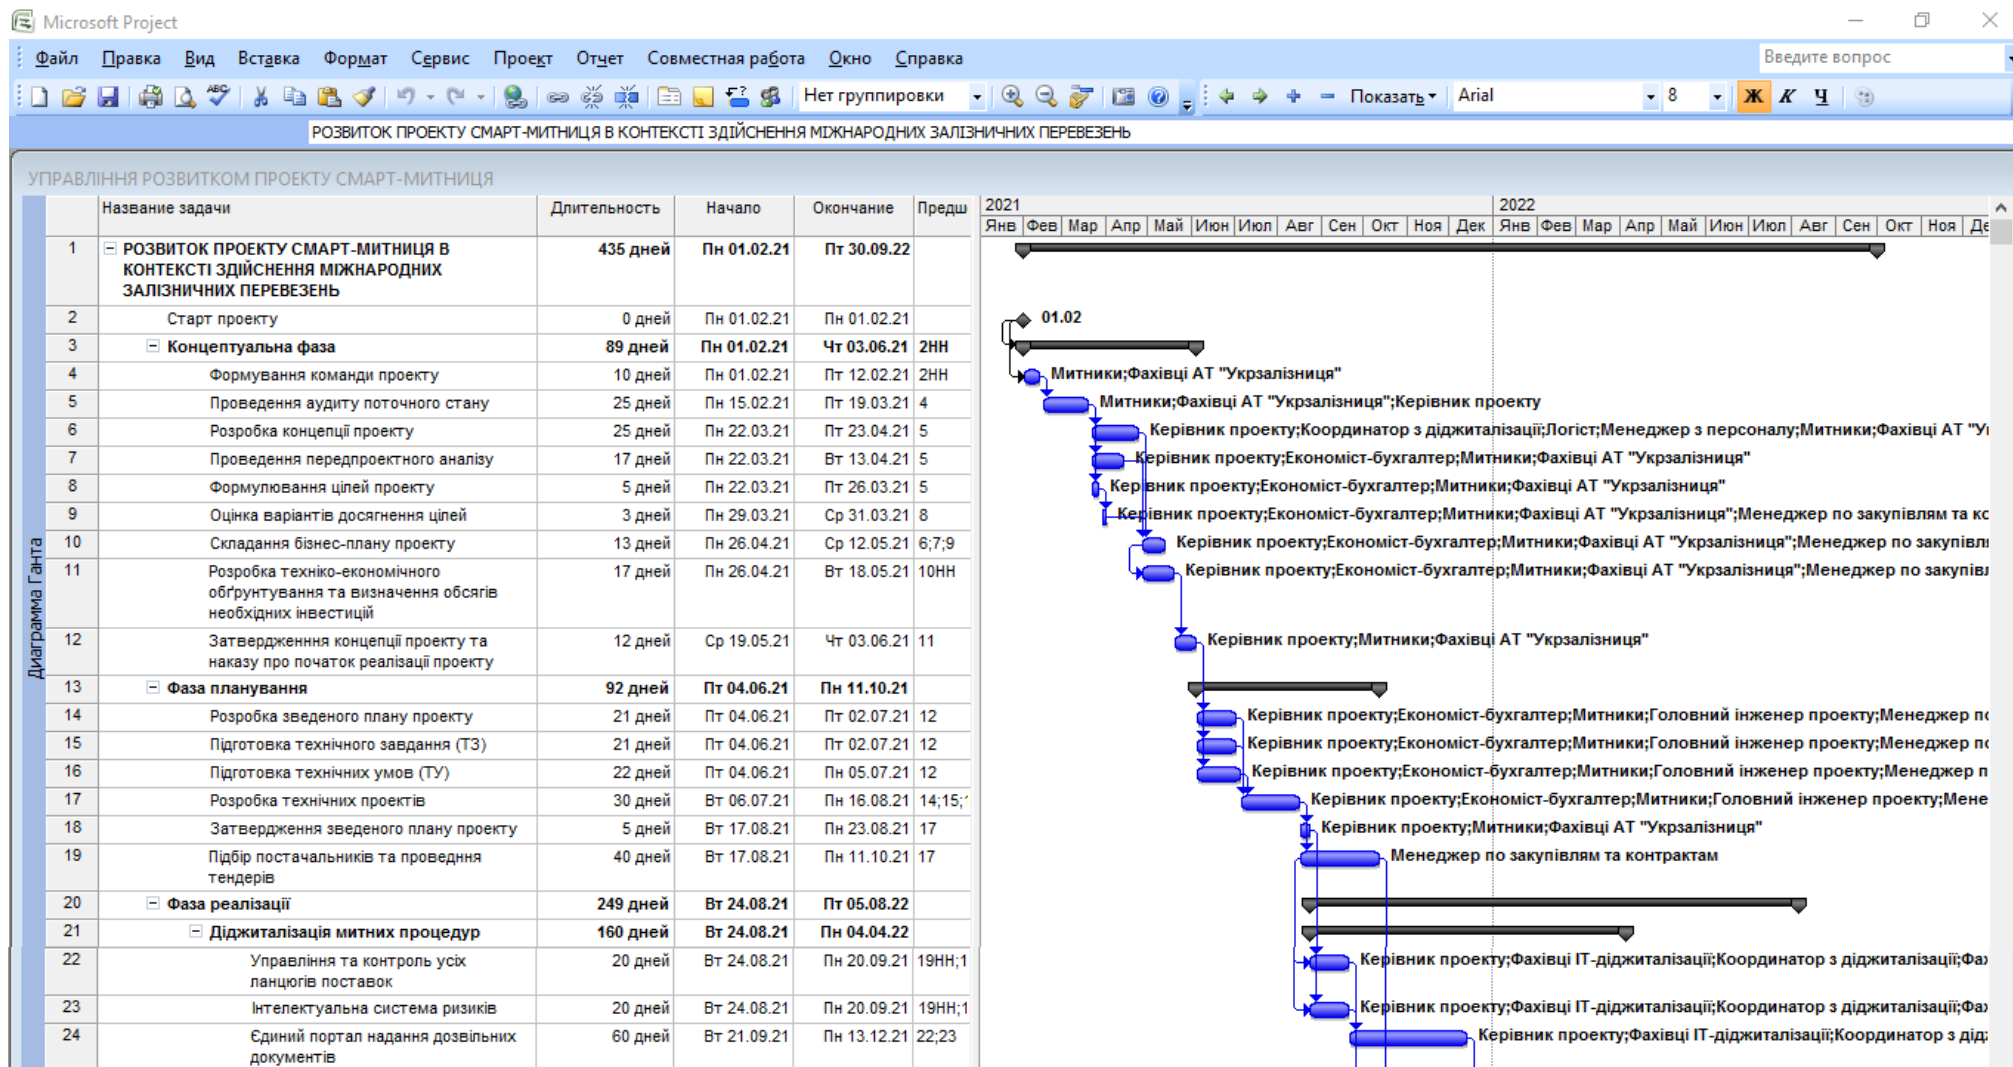 Microsoft Project
Файл Правка Вид Вставка Формат Сервис Проект Отчет Совместная работа Окно Справка
Введите вопрос
Нет группировки Показать Arial 8 Ж К Ч
РОЗВИТОК ПРОЕКТУ СМАРТ-МИТНИЦЯ В КОНТЕКСТІ ЗДІЙСНЕННЯ МІЖНАРОДНИХ ЗАЛІЗНИЧНИХ ПЕРЕВЕЗЕНЬ
УПРАВЛІННЯ РОЗВИТКОМ ПРОЕКТУ СМАРТ-МИТНИЦЯ
Диаграмма Ганта
Название задачи Длительность Начало Окончание Предш 2021 2022
Янв Фев Мар Апр Май Июн Июл Авг Сен Окт Ноя Дек Янв Фев Мар Апр Май Июн Июл Авг Сен Окт Ноя Де
1 РОЗВИТОК ПРОЕКТУ СМАРТ-МИТНИЦЯ В 435 дней Пн 01.02.21 Пт 30.09.22
КОНТЕКСТІ ЗДІЙСНЕННЯ МІЖНАРОДНИХ
ЗАЛІЗНИЧНИХ ПЕРЕВЕЗЕНЬ
2 Старт проекту 0 дней Пн 01.02.21 Пн 01.02.21 01.02
3 Концептуальна фаза 89 дней Пн 01.02.21 Чт 03.06.21 2НН
4 Формування команди проекту 10 дней Пн 01.02.21 Пт 12.02.21 2НН Митники;Фахівці АТ "Укрзалізниця"
5 Проведення аудиту поточного стану 25 дней Пн 15.02.21 Пт 19.03.21 4 Митники;Фахівці АТ "Укрзалізниця";Керівник проекту
6 Розробка концепції проекту 25 дней Пн 22.03.21 Пт 23.04.21 5 Керівник проекту;Координатор з діджиталізації;Логіст;Менеджер з персоналу;Митники;Фахівці АТ "У
7 Проведення передпроектного аналізу 17 дней Пн 22.03.21 Вт 13.04.21 5 Керівник проекту;Економіст-бухгалтер;Митники;Фахівці АТ "Укрзалізниця"
8 Формулювання цілей проекту 5 дней Пн 22.03.21 Пт 26.03.21 5 Керівник проекту;Економіст-бухгалтер;Митники;Фахівці АТ "Укрзалізниця"
9 Оцінка варіантів досягнення цілей 3 дней Пн 29.03.21 Ср 31.03.21 8 Керівник проекту;Економіст-бухгалтер;Митники;Фахівці АТ "Укрзалізниця";Менеджер по закупівлям та ко
10 Складання бізнес-плану проекту 13 дней Пн 26.04.21 Ср 12.05.21 6;7;9 Керівник проекту;Економіст-бухгалтер;Митники;Фахівці АТ "Укрзалізниця";Менеджер по закупівля
11 Розробка техніко-економічного 17 дней Пн 26.04.21 Вт 18.05.21 10НН Керівник проекту;Економіст-бухгалтер;Митники;Фахівці АТ "Укрзалізниця";Менеджер по закупівл
обґрунтування та визначення обсягів
необхідних інвестицій
12 Затвердженння концепції проекту та 12 дней Ср 19.05.21 Чт 03.06.21 11 Керівник проекту;Митники;Фахівці АТ "Укрзалізниця"
наказу про початок реалізації проекту
13 Фаза планування 92 дней Пт 04.06.21 Пн 11.10.21
14 Розробка зведеного плану проекту 21 дней Пт 04.06.21 Пт 02.07.21 12 Керівник проекту;Економіст-бухгалтер;Митники;Головний інженер проекту;Менеджер по
15 Підготовка технічного завдання (ТЗ) 21 дней Пт 04.06.21 Пт 02.07.21 12 Керівник проекту;Економіст-бухгалтер;Митники;Головний інженер проекту;Менеджер по
16 Підготовка технічних умов (ТУ) 22 дней Пт 04.06.21 Пн 05.07.21 12 Керівник проекту;Економіст-бухгалтер;Митники;Головний інженер проекту;Менеджер п
17 Розробка технічних проектів 30 дней Вт 06.07.21 Пн 16.08.21 14;15; Керівник проекту;Економіст-бухгалтер;Митники;Головний інженер проекту;Мене
18 Затвердження зведеного плану проекту 5 дней Вт 17.08.21 Пн 23.08.21 17 Керівник проекту;Митники;Фахівці АТ "Укрзалізниця"
19 Підбір постачальників та проведння 40 дней Вт 17.08.21 Пн 11.10.21 17 Менеджер по закупівлям та контрактам
тендерів
20 Фаза реалізації 249 дней Вт 24.08.21 Пт 05.08.22
21 Діджиталізація митних процедур 160 дней Вт 24.08.21 Пн 04.04.22
22 Управління та контроль усіх 20 дней Вт 24.08.21 Пн 20.09.21 19НН;1 Керівник проекту;Фахівці ІТ-діджиталізації;Координатор з діджиталізації;Фах
ланцюгів поставок
23 Інтелектуальна система ризиків 20 дней Вт 24.08.21 Пн 20.09.21 19НН;1 Керівник проекту;Фахівці ІТ-діджиталізації;Координатор з діджиталізації;Фах
24 Єдиний портал надання дозвільних 60 дней Вт 21.09.21 Пн 13.12.21 22;23 Керівник проекту;Фахівці ІТ-діджиталізації;Координатор з дідж
документів